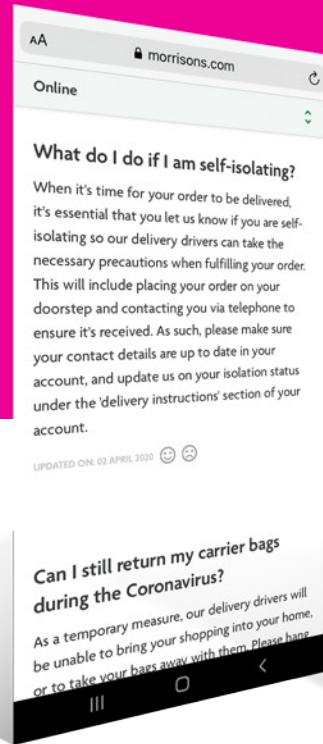 AA
morrisons.com
Online
What do I do if I am self-isolating?
When it's time for your order to be delivered,
it's essential that you let us know if you are self-
isolating so our delivery drivers can take the
necessary precautions when fulfilling your order.
This will include placing your order on your
doorstep and contacting you via telephone to
ensure it's received. As such, please make sure
your contact details are up to date in your
account, and update us on your isolation status
under the 'delivery instructions' section of your
account.
UPDATED ON: 02 APRIL 2020
Can I still return my carrier bags
during the Coronavirus?
As a temporary measure, our delivery drivers will
be unable to bring your shopping into your home,
or to take your bags away with them. Please hang